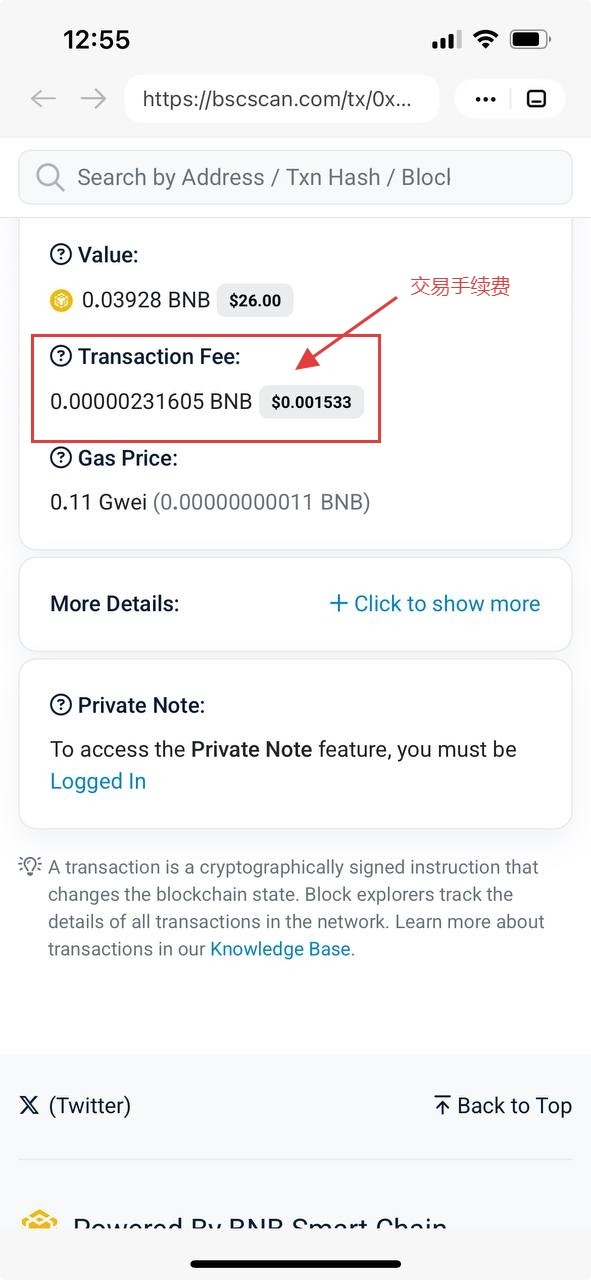 12:55
https://bscscan.com/tx/0x...
Search by Address / Txn Hash / Bloc
Value:
0.03928 BNB $26.00
交易手续费
Transaction Fee:
0.00000231605 BNB $0.001533
Gas Price:
0.11 Gwei (0.00000000011 BNB)
More Details:
+ Click to show more
Private Note:
To access the Private Note feature, you must be
Logged In
A transaction is a cryptographically signed instruction that
changes the blockchain state. Block explorers track the
details of all transactions in the network. Learn more about
transactions in our Knowledge Base.
X (Twitter)
Back to Top
Powered By BNB Smart Chain